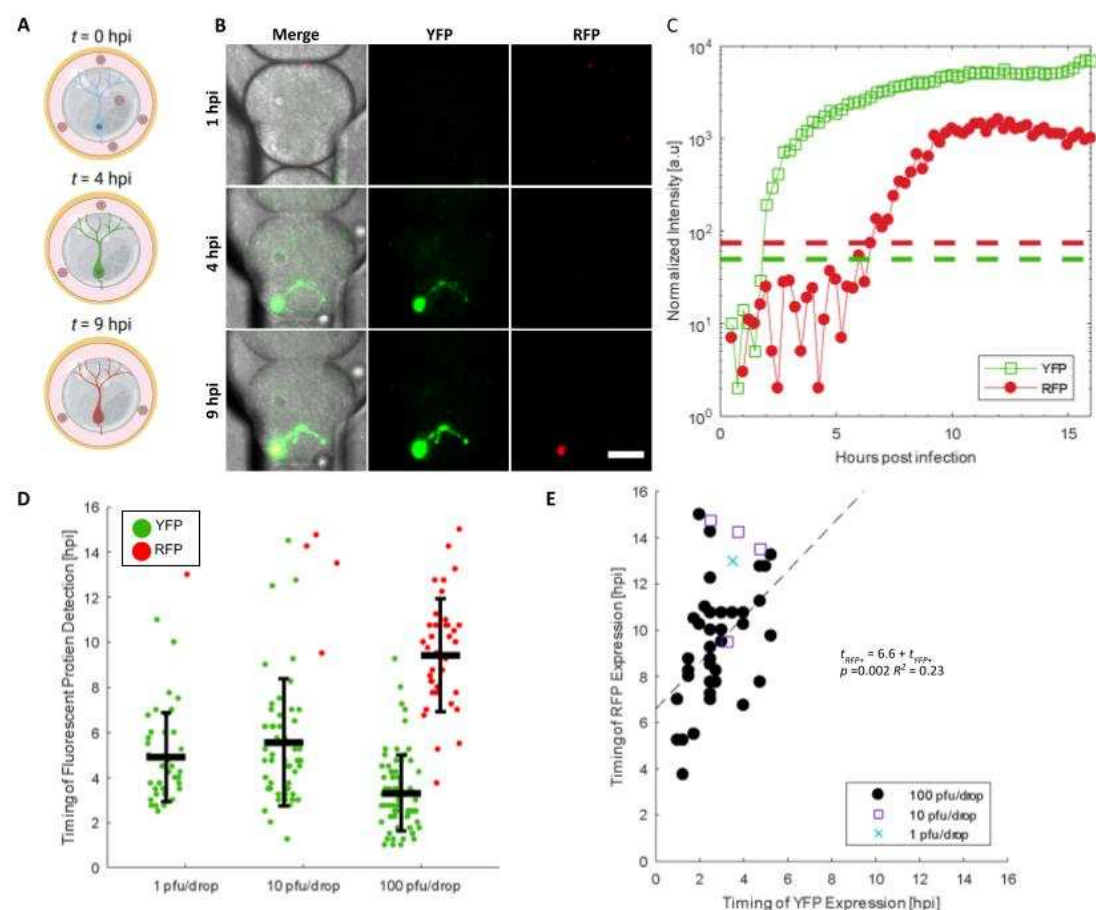 A
t = 0 hpi
t = 4 hpi
t = 9 hpi
B
Merge YFP RFP
1 hpi
4 hpi
9 hpi
C
Normalized Intensity [a.u]
10⁴
10³
10²
10¹
10⁰
0 5 10 15
Hours post infection
YFP
RFP
D
Timing of Fluorescent Protien Detection [hpi]
16
14
12
10
8
6
4
2
0
YFP
RFP
1 pfu/drop 10 pfu/drop 100 pfu/drop
E
Timing of RFP Expression [hpi]
16
14
12
10
8
6
4
2
0
t_RFP+ = 6.6 + t_YFP+
p =0.002 R² = 0.23
100 pfu/drop
10 pfu/drop
1 pfu/drop
0 2 4 6 8 10 12 14 16
Timing of YFP Expression [hpi]